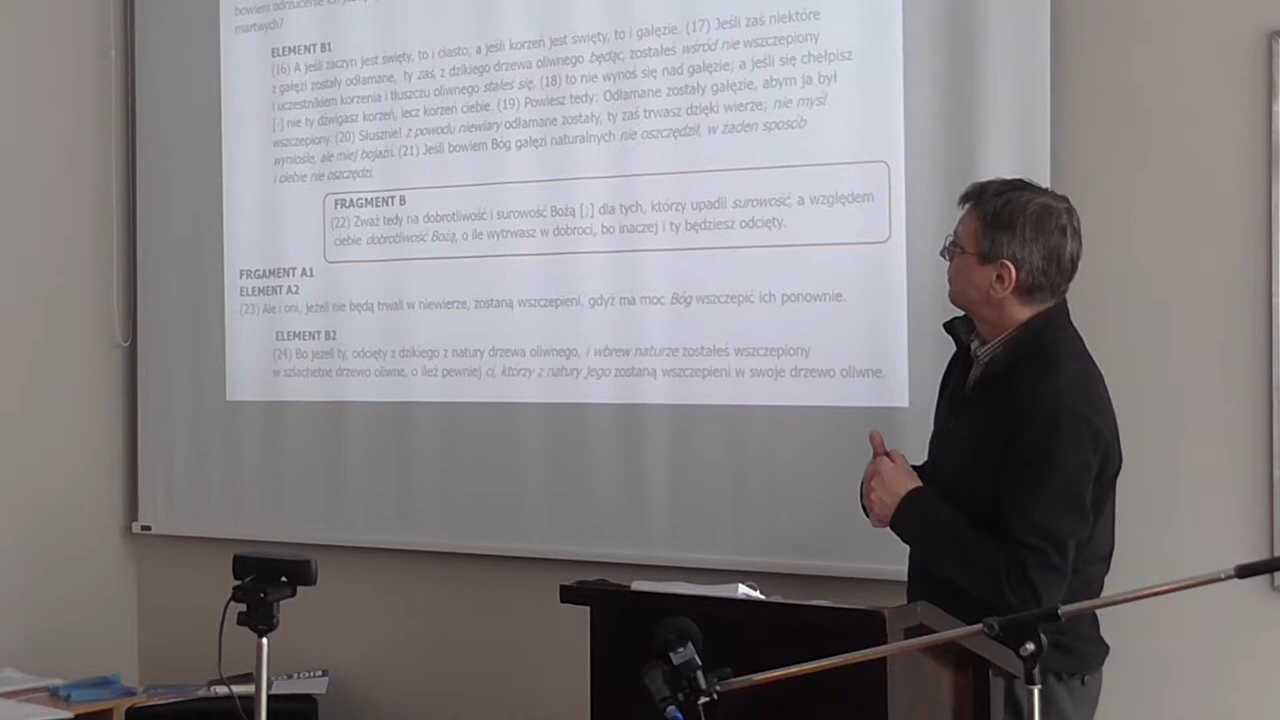 bowiem odrzucenie ich
martwych?
ELEMENT B1
(16) A jeśli zaczyn jest święty, to i ciasto; a jeśli korzeń jest święty, to i gałęzie. (17) Jeśli zaś niektóre
z gałęzi zostały odłamane, ty zaś, z dzikiego drzewa oliwnego będąc, zostałeś wśród nie wszczepiony
i uczestnikiem korzenia i tłuszczu oliwnego stałeś się, (18) to nie wynoś się nad gałęzie; a jeśli się chełpisz
[;] nie ty dźwigasz korzeń, lecz korzeń ciebie. (19) Powiesz tedy: Odłamane zostały gałęzie, abym ja był
wszczepiony. (20) Słusznie! z powodu niewiary odłamane zostały, ty zaś trwasz dzięki wierze; nie myśl
wyniośle, ale miej bojaźń. (21) Jeśli bowiem Bóg gałęzi naturalnych nie oszczędził, w żaden sposób
i ciebie nie oszczędzi.
FRAGMENT B
(22) Zważ tedy na dobrotliwość i surowość Bożą [;] dla tych, którzy upadli surowość, a względem
ciebie dobrotliwość Bożą, o ile wytrwasz w dobroci, bo inaczej i ty będziesz odcięty.
FRGAMENT A1
ELEMENT A2
(23) Ale i oni, jeżeli nie będą trwali w niewierze, zostaną wszczepieni, gdyż ma moc Bóg wszczepić ich ponownie.
ELEMENT B2
(24) Bo jeżeli ty, odcięty z dzikiego z natury drzewa oliwnego, i wbrew naturze zostałeś wszczepiony
w szlachetne drzewo oliwne, o ileż pewniej ci, którzy z natury Jego zostaną wszczepieni w swoje drzewo oliwne.
2018